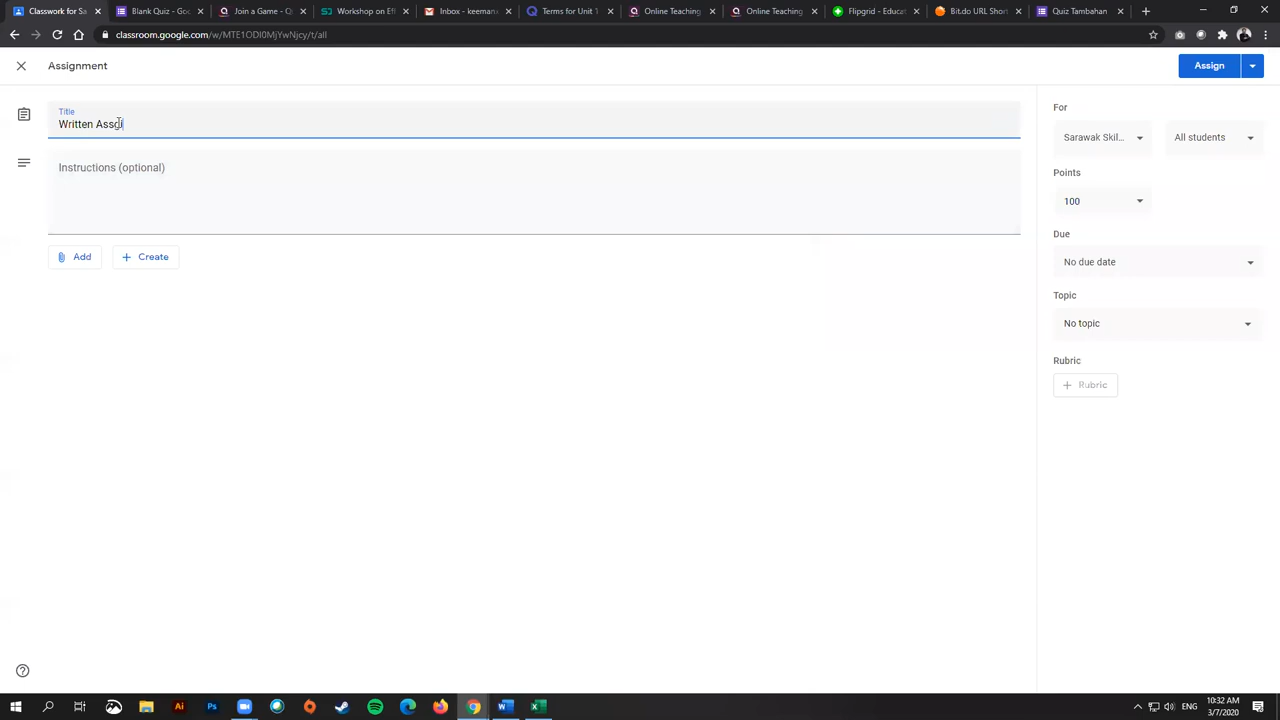 Classwork for Sa
Blank Quiz - Go
Join a Game - Q
Workshop on Eff
Inbox - keeman
Terms for Unit 1
Online Teaching
Online Teaching
Flipgrid - Educat
Bit.do URL Short
Quiz Tambahan
classroom.google.com/w/MTE1ODI0MjYwNjcy/t/all
Assignment
Assign
Title
Written Assgi
Instructions (optional)
Add
Create
For
Sarawak Skil...
All students
Points
100
Due
No due date
Topic
No topic
Rubric
Rubric
ENG
10:32 AM
3/7/2020